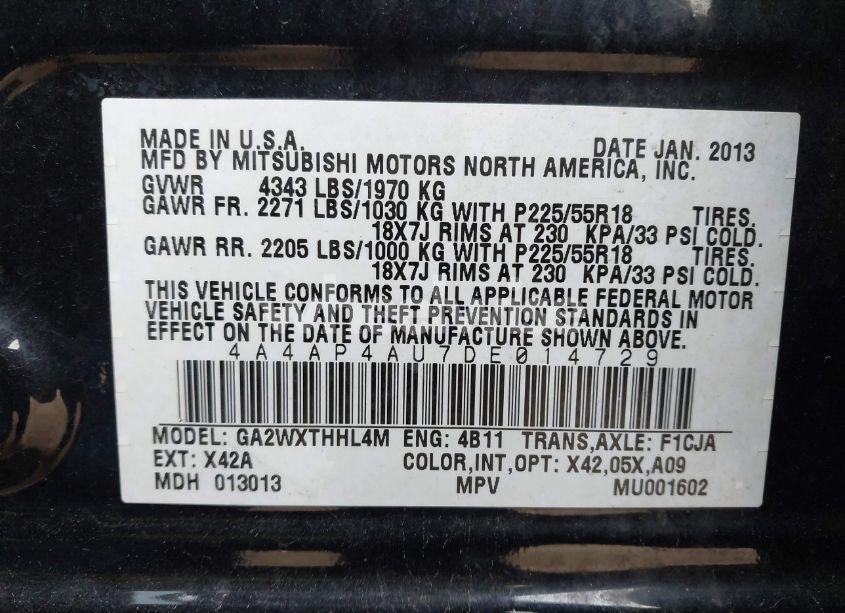 MADE IN U.S.A. DATE JAN. 2013
MFD BY MITSUBISHI MOTORS NORTH AMERICA, INC.
GVWR 4343 LBS/1970 KG
GAWR FR. 2271 LBS/1030 KG WITH P225/55R18 TIRES.
18X7J RIMS AT 230 KPA/33 PSI COLD.
GAWR RR. 2205 LBS/1000 KG WITH P225/55R18 TIRES.
18X7J RIMS AT 230 KPA/33 PSI COLD.
THIS VEHICLE CONFORMS TO ALL APPLICABLE FEDERAL MOTOR
VEHICLE SAFETY AND THEFT PREVENTION STANDARDS IN
EFFECT ON THE DATE OF MANUFACTURE SHOWN ABOVE.
4A4AP4AU7DE014729
MODEL: GA2WXTHHL4M ENG: 4B11 TRANS,AXLE: F1CJA
EXT: X42A COLOR,INT,OPT: X42,05X,A09
MDH 013013 MPV MU001602